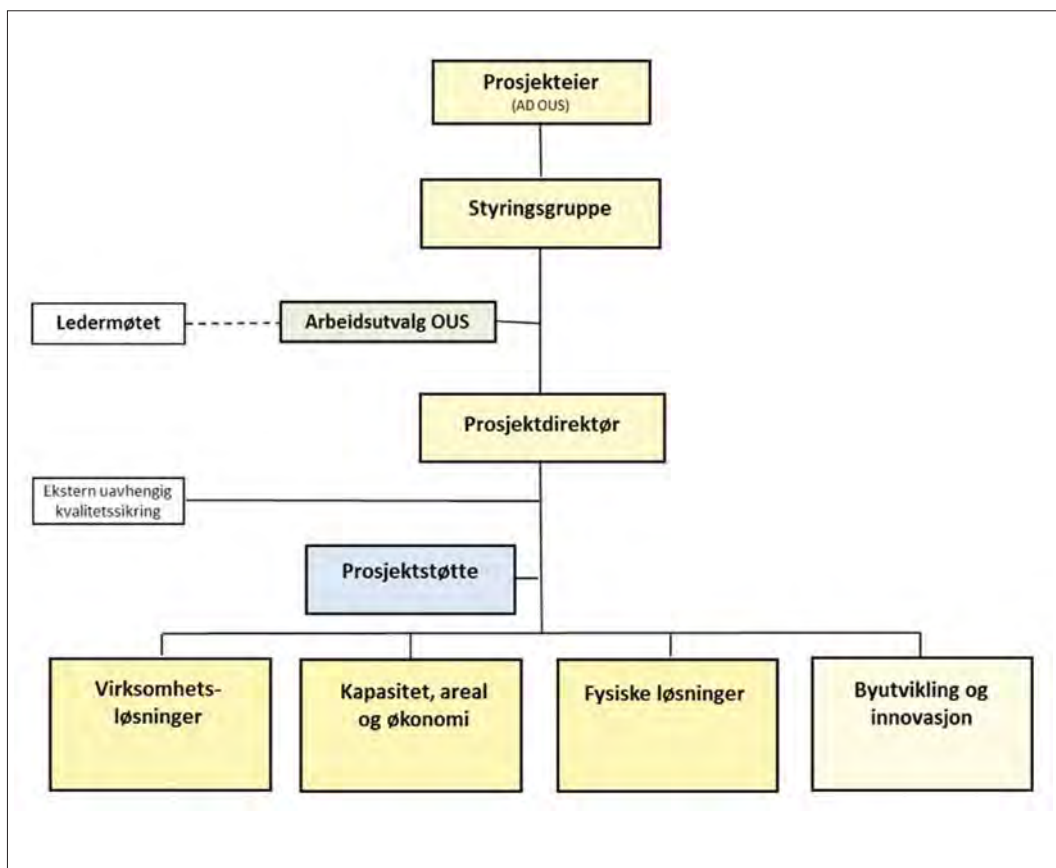 Prosjekteier
(AD OUS)
Styringsgruppe
Ledermøtet
Arbeidsutvalg OUS
Prosjektdirektør
Ekstern uavhengig
kvalitetssikring
Prosjektstøtte
Virksomhets-
løsninger
Kapasitet, areal
og økonomi
Fysiske løsninger
Byutvikling og
innovasjon